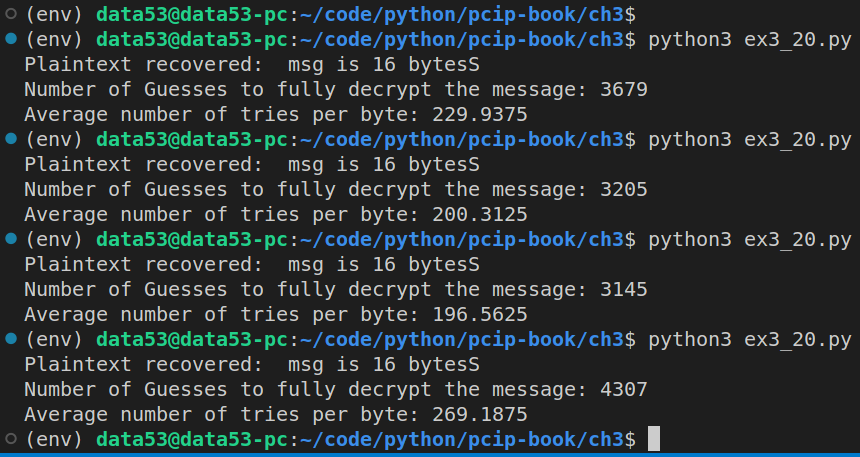 (env) data53@data53-pc:~/code/python/pcip-book/ch3$
(env) data53@data53-pc:~/code/python/pcip-book/ch3$ python3 ex3_20.py
Plaintext recovered:  msg is 16 bytesS
Number of Guesses to fully decrypt the message: 3679
Average number of tries per byte: 229.9375
(env) data53@data53-pc:~/code/python/pcip-book/ch3$ python3 ex3_20.py
Plaintext recovered:  msg is 16 bytesS
Number of Guesses to fully decrypt the message: 3205
Average number of tries per byte: 200.3125
(env) data53@data53-pc:~/code/python/pcip-book/ch3$ python3 ex3_20.py
Plaintext recovered:  msg is 16 bytesS
Number of Guesses to fully decrypt the message: 3145
Average number of tries per byte: 196.5625
(env) data53@data53-pc:~/code/python/pcip-book/ch3$ python3 ex3_20.py
Plaintext recovered:  msg is 16 bytesS
Number of Guesses to fully decrypt the message: 4307
Average number of tries per byte: 269.1875
(env) data53@data53-pc:~/code/python/pcip-book/ch3$